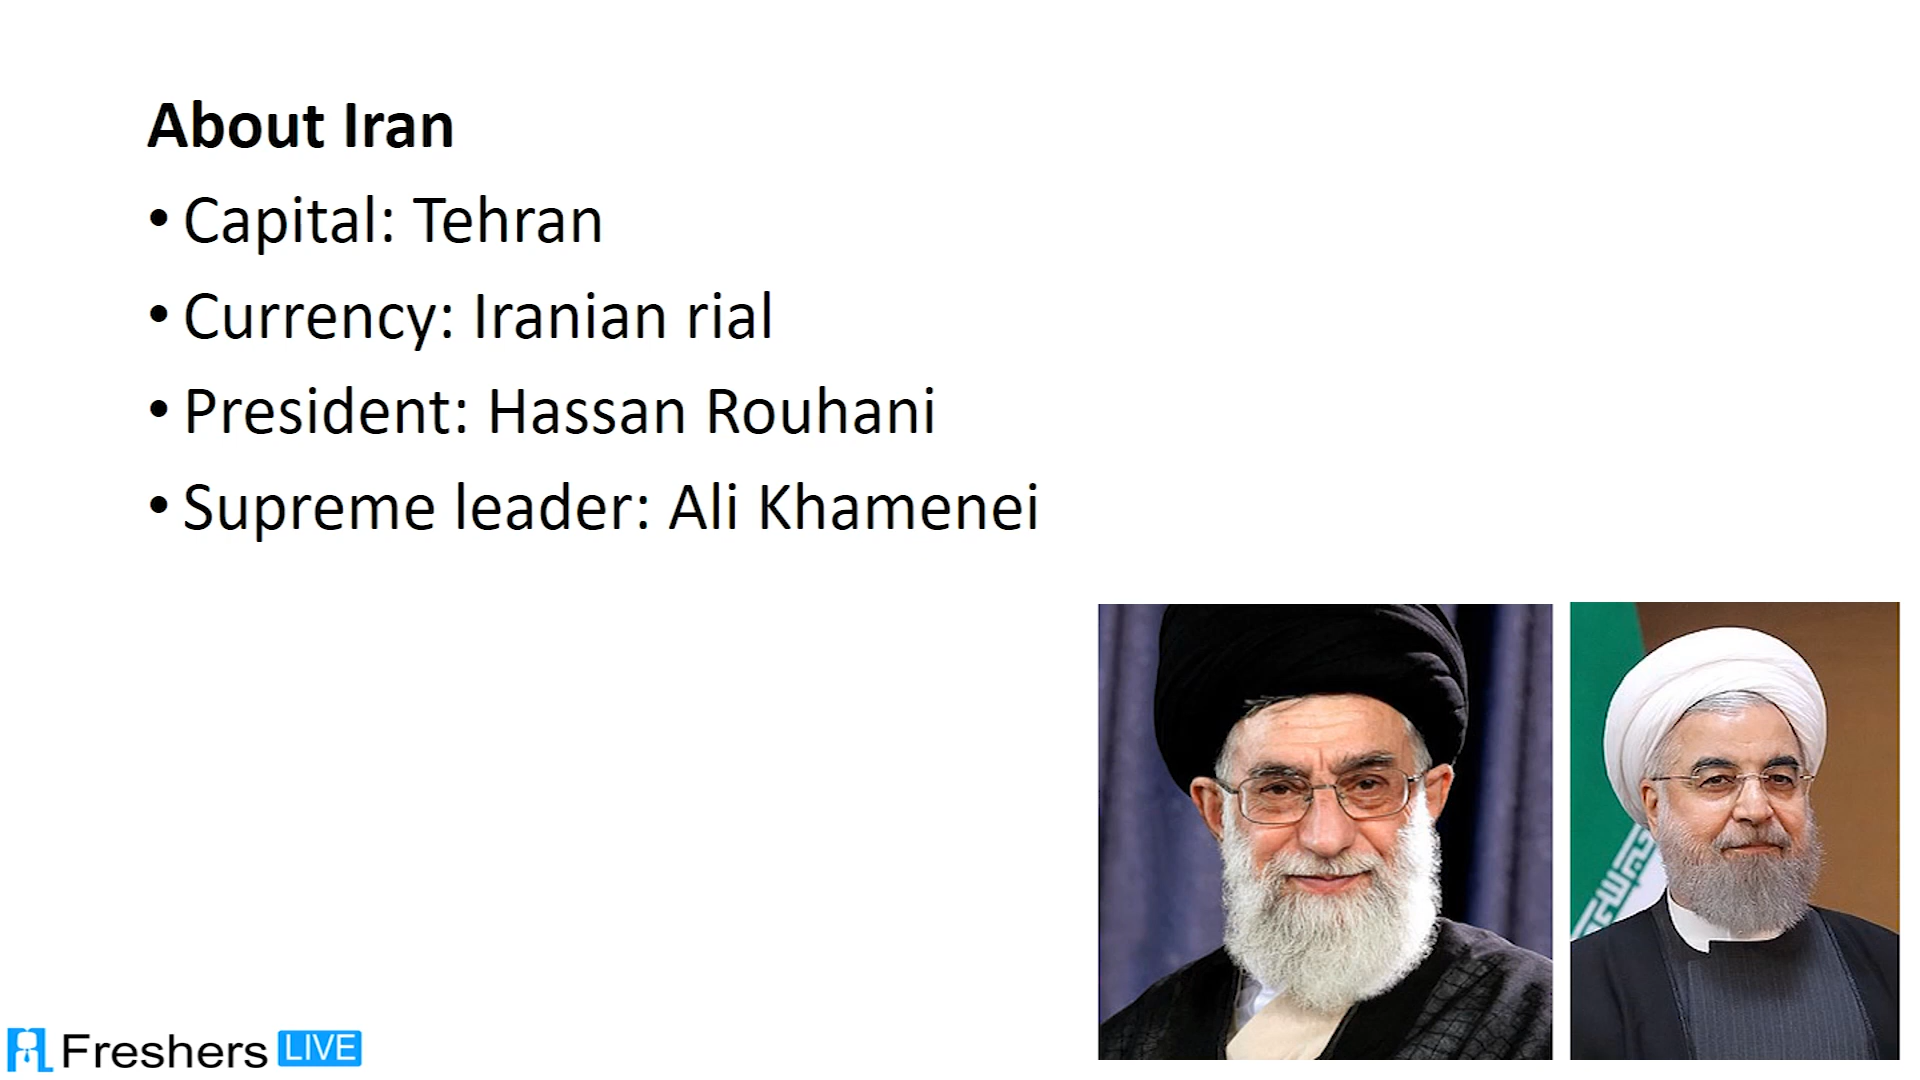 About Iran
• Capital: Tehran
• Currency: Iranian rial
• President: Hassan Rouhani
• Supreme leader: Ali Khamenei
Freshers LIVE